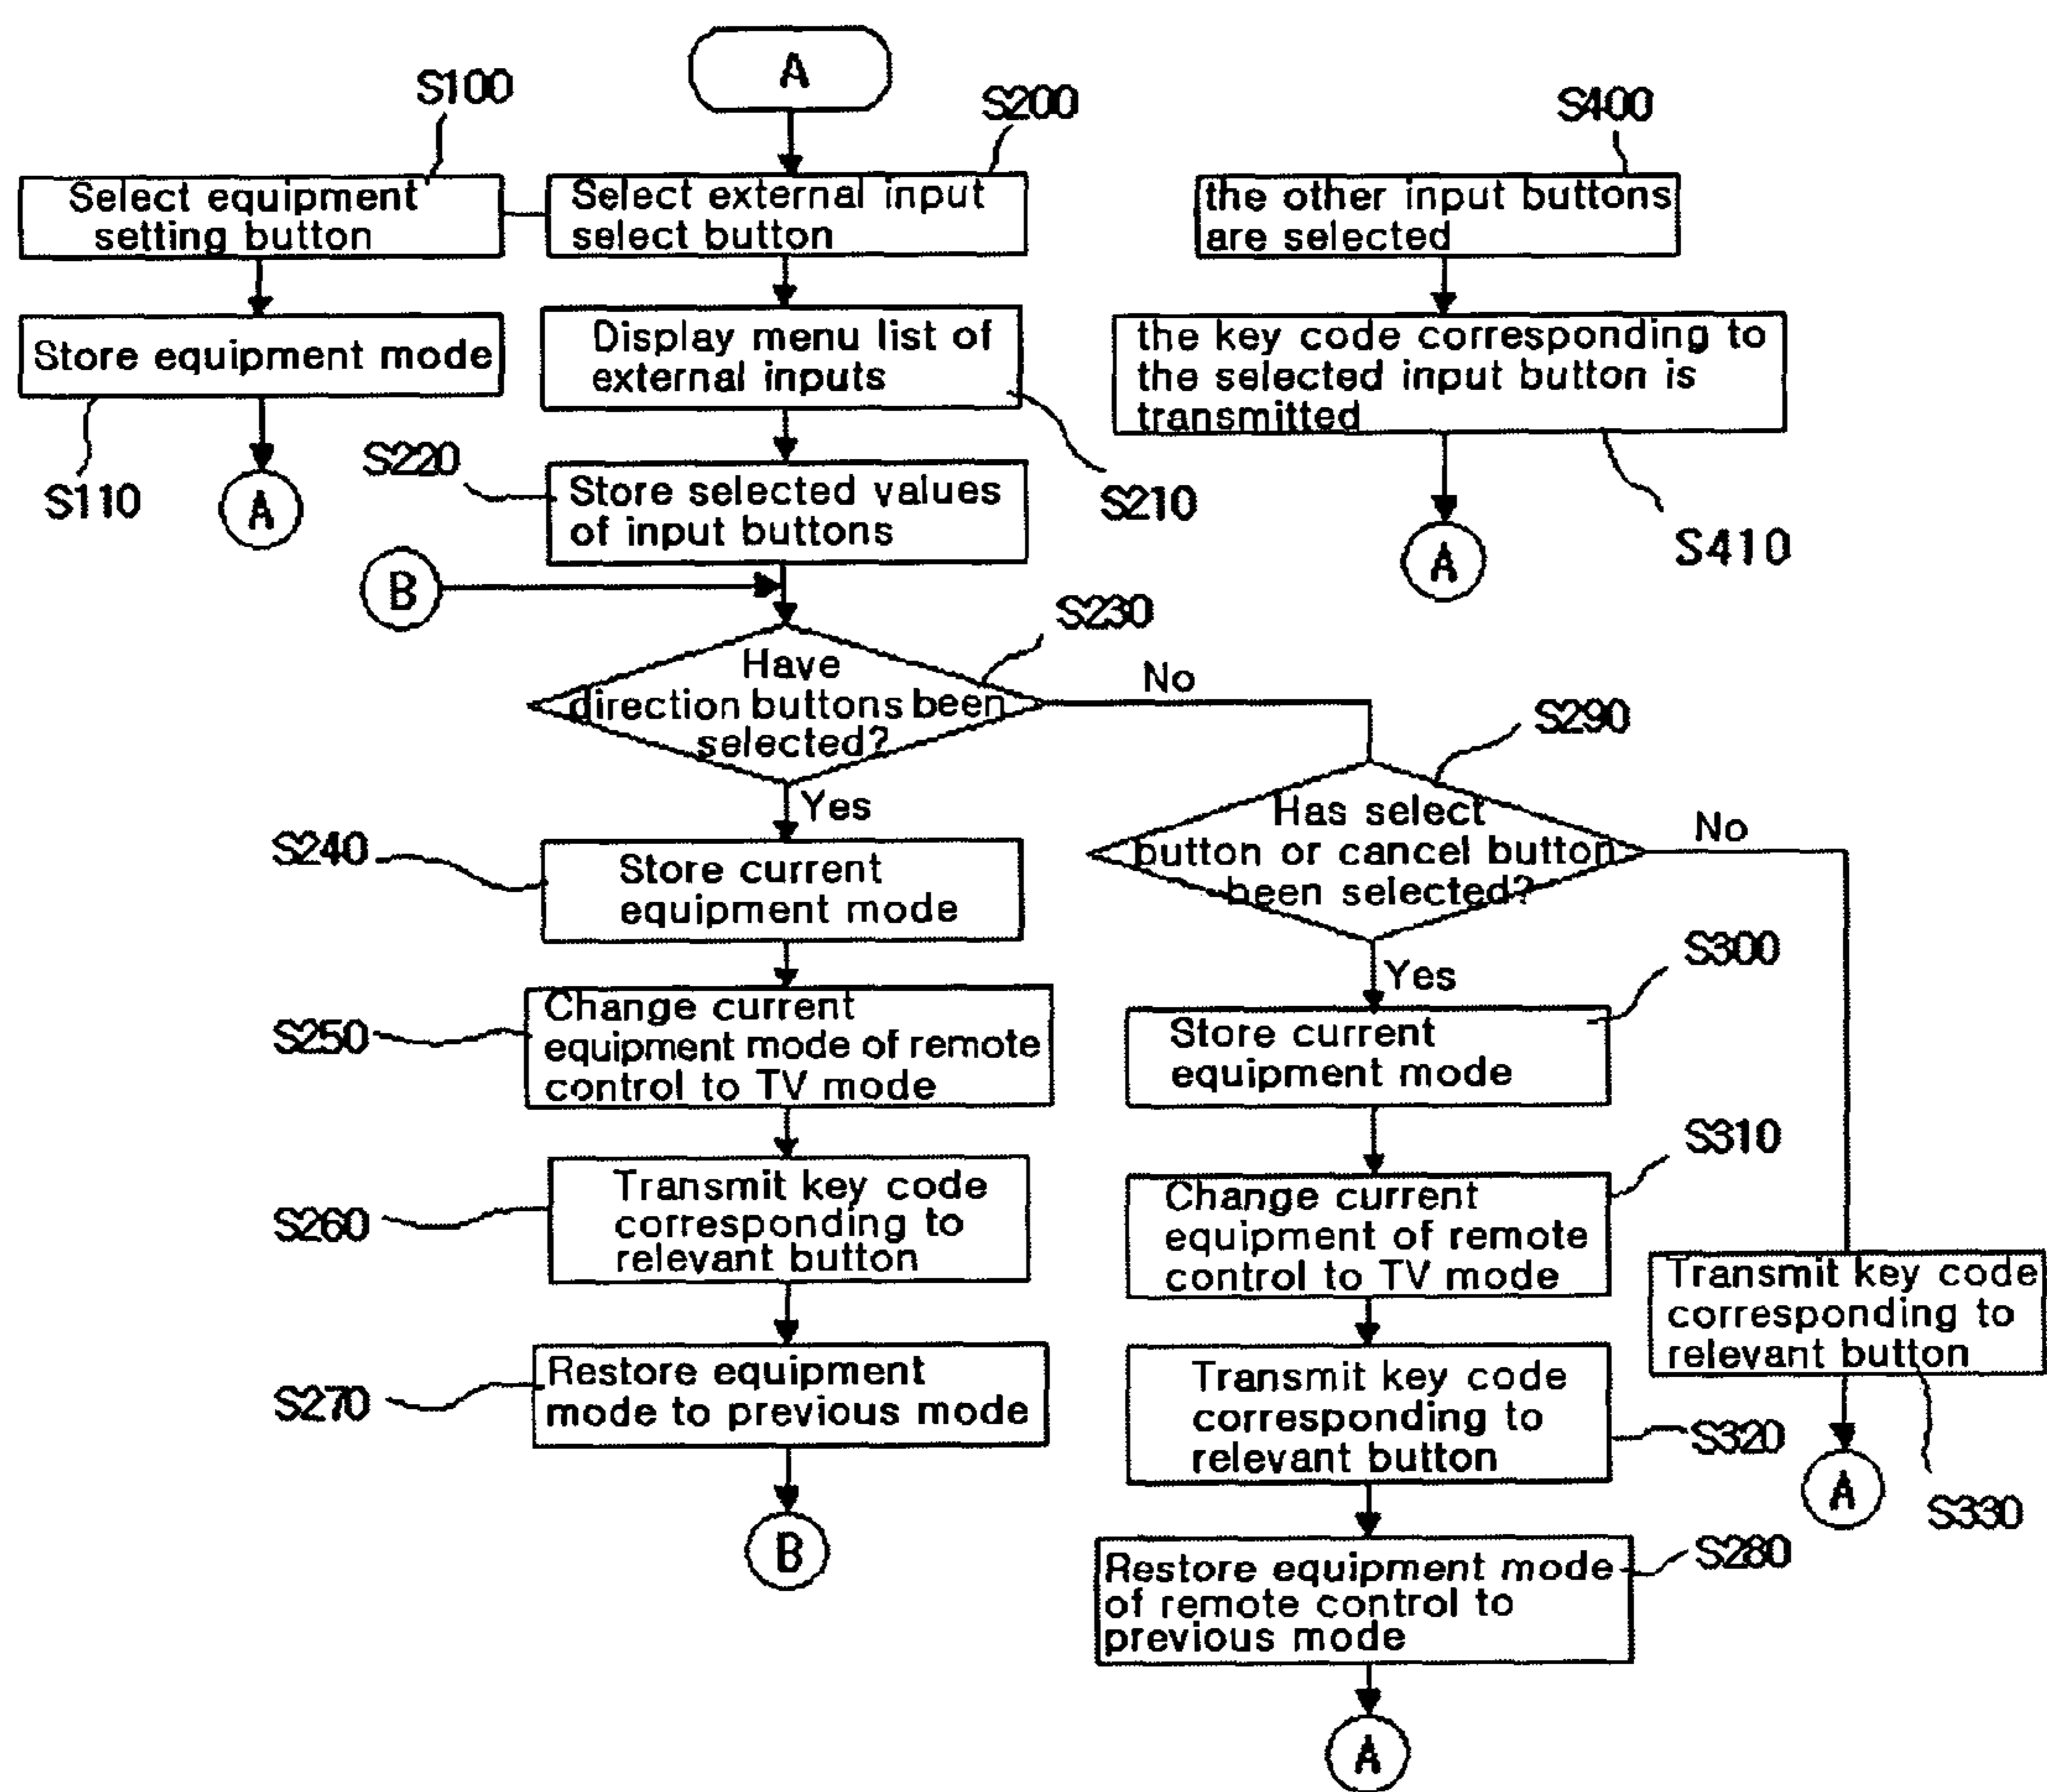 A
S100
S200
S400
Select equipment
setting button
Select external input
select button
the other input buttons
are selected
Store equipment mode
Display menu list of
external inputs
the key code corresponding to
the selected input button is
transmitted
S110
A
S220
S210
S410
Store selected values
of input buttons
A
B
S230
Have
direction buttons been
selected?
No
S290
Yes
Has select
button or cancel button
been selected?
No
S240
Store current
equipment mode
Yes
S300
Store current
equipment mode
S250
Change current
equipment mode of remote
control to TV mode
S310
Change current
equipment of remote
control to TV mode
S260
Transmit key code
corresponding to
relevant button
Transmit key code
corresponding to
relevant button
S330
A
S270
Restore equipment
mode to previous mode
B
Transmit key code
corresponding to
relevant button
S320
S280
Restore equipment mode
of remote control to
previous mode
A